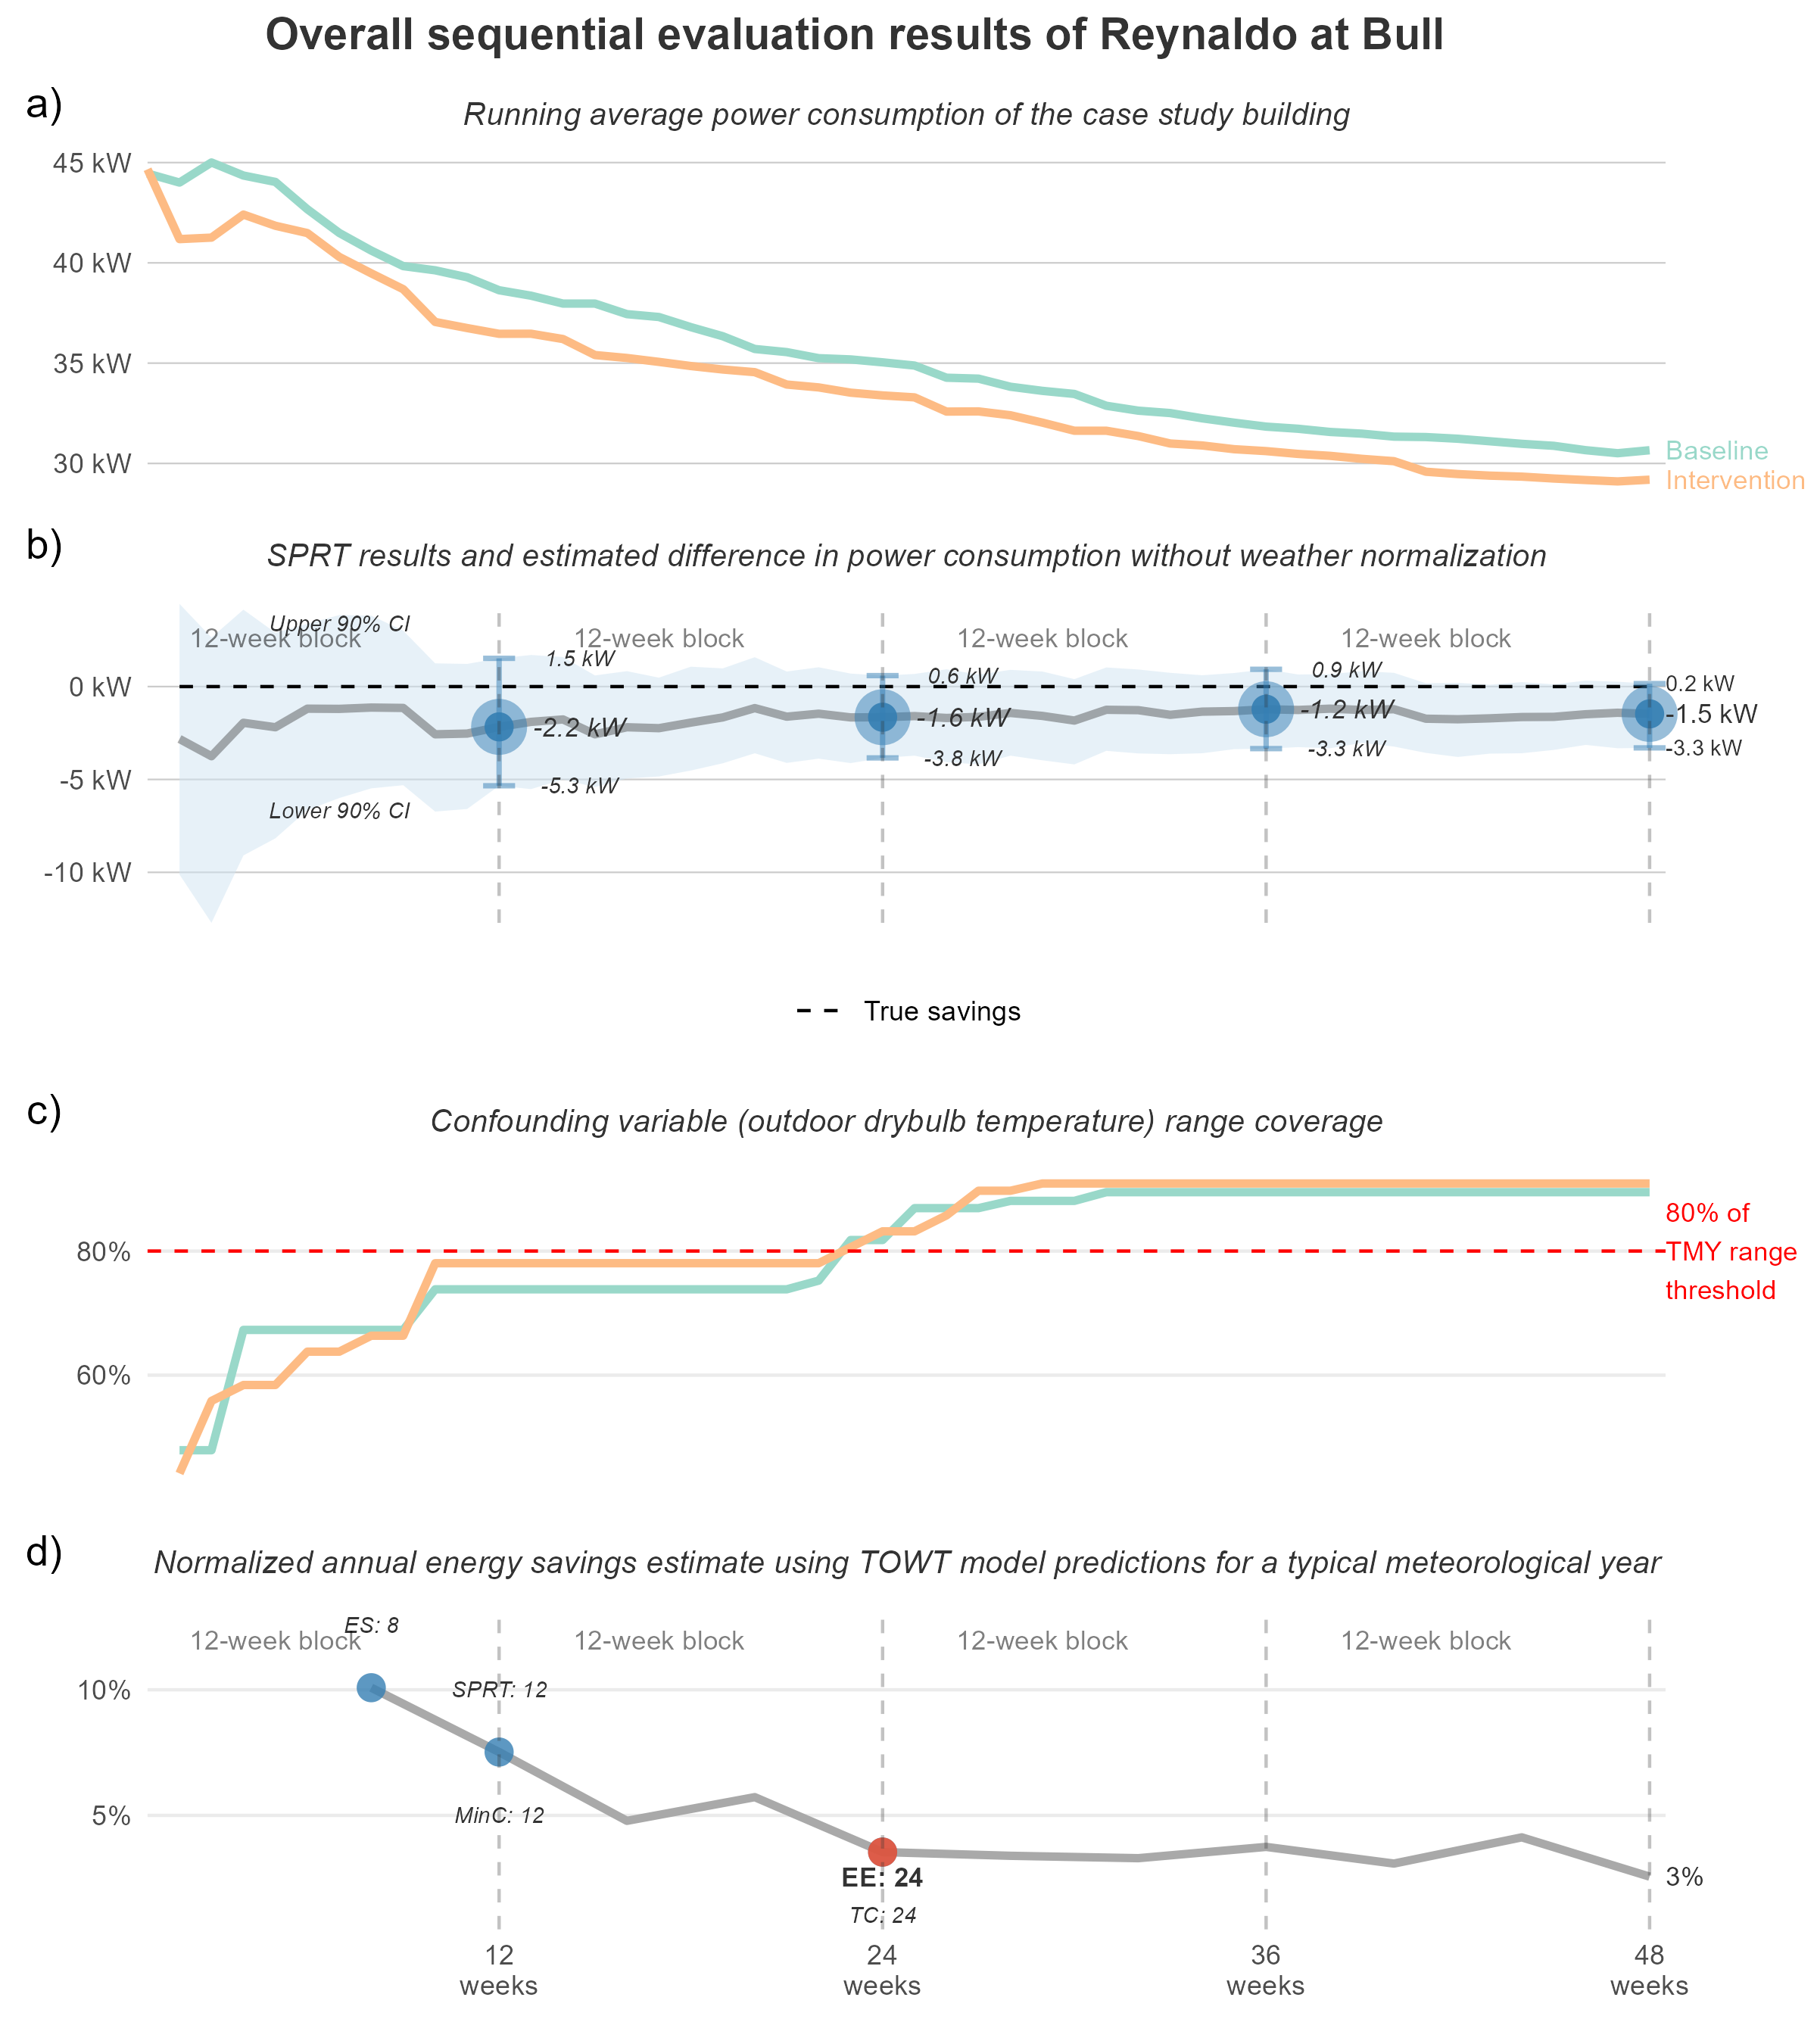 Overall sequential evaluation results of Reynaldo at Bull
a)
Running average power consumption of the case study building
45 kW
40 kW
35 kW
30 kW
Baseline
Intervention
b)
SPRT results and estimated difference in power consumption without weather normalization
Upper 90% CI
12-week block
12-week block
12-week block
12-week block
1.5 kW
0.6 kW
0.9 kW
0.2 kW
0 kW
-2.2 kW
-1.6 kW
-1.2 kW
-1.5 kW
-5.3 kW
-3.8 kW
-3.3 kW
-3.3 kW
-5 kW
Lower 90% CI
-10 kW
True savings
c)
Confounding variable (outdoor drybulb temperature) range coverage
80%
60%
80% of
TMY range
threshold
d)
Normalized annual energy savings estimate using TOWT model predictions for a typical meteorological year
ES: 8
12-week block
12-week block
12-week block
12-week block
10%
SPRT: 12
5%
MinC: 12
EE: 24
TC: 24
3%
12
weeks
24
weeks
36
weeks
48
weeks